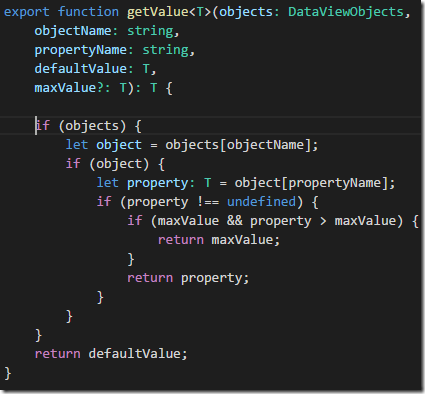 export function getValue<T>(objects: DataViewObjects,
    objectName: string,
    propertyName: string,
    defaultValue: T,
    maxValue?: T): T {

    if (objects) {
        let object = objects[objectName];
        if (object) {
            let property: T = object[propertyName];
            if (property !== undefined) {
                if (maxValue && property > maxValue) {
                    return maxValue;
                }
                return property;
            }
        }
    }
    return defaultValue;
}